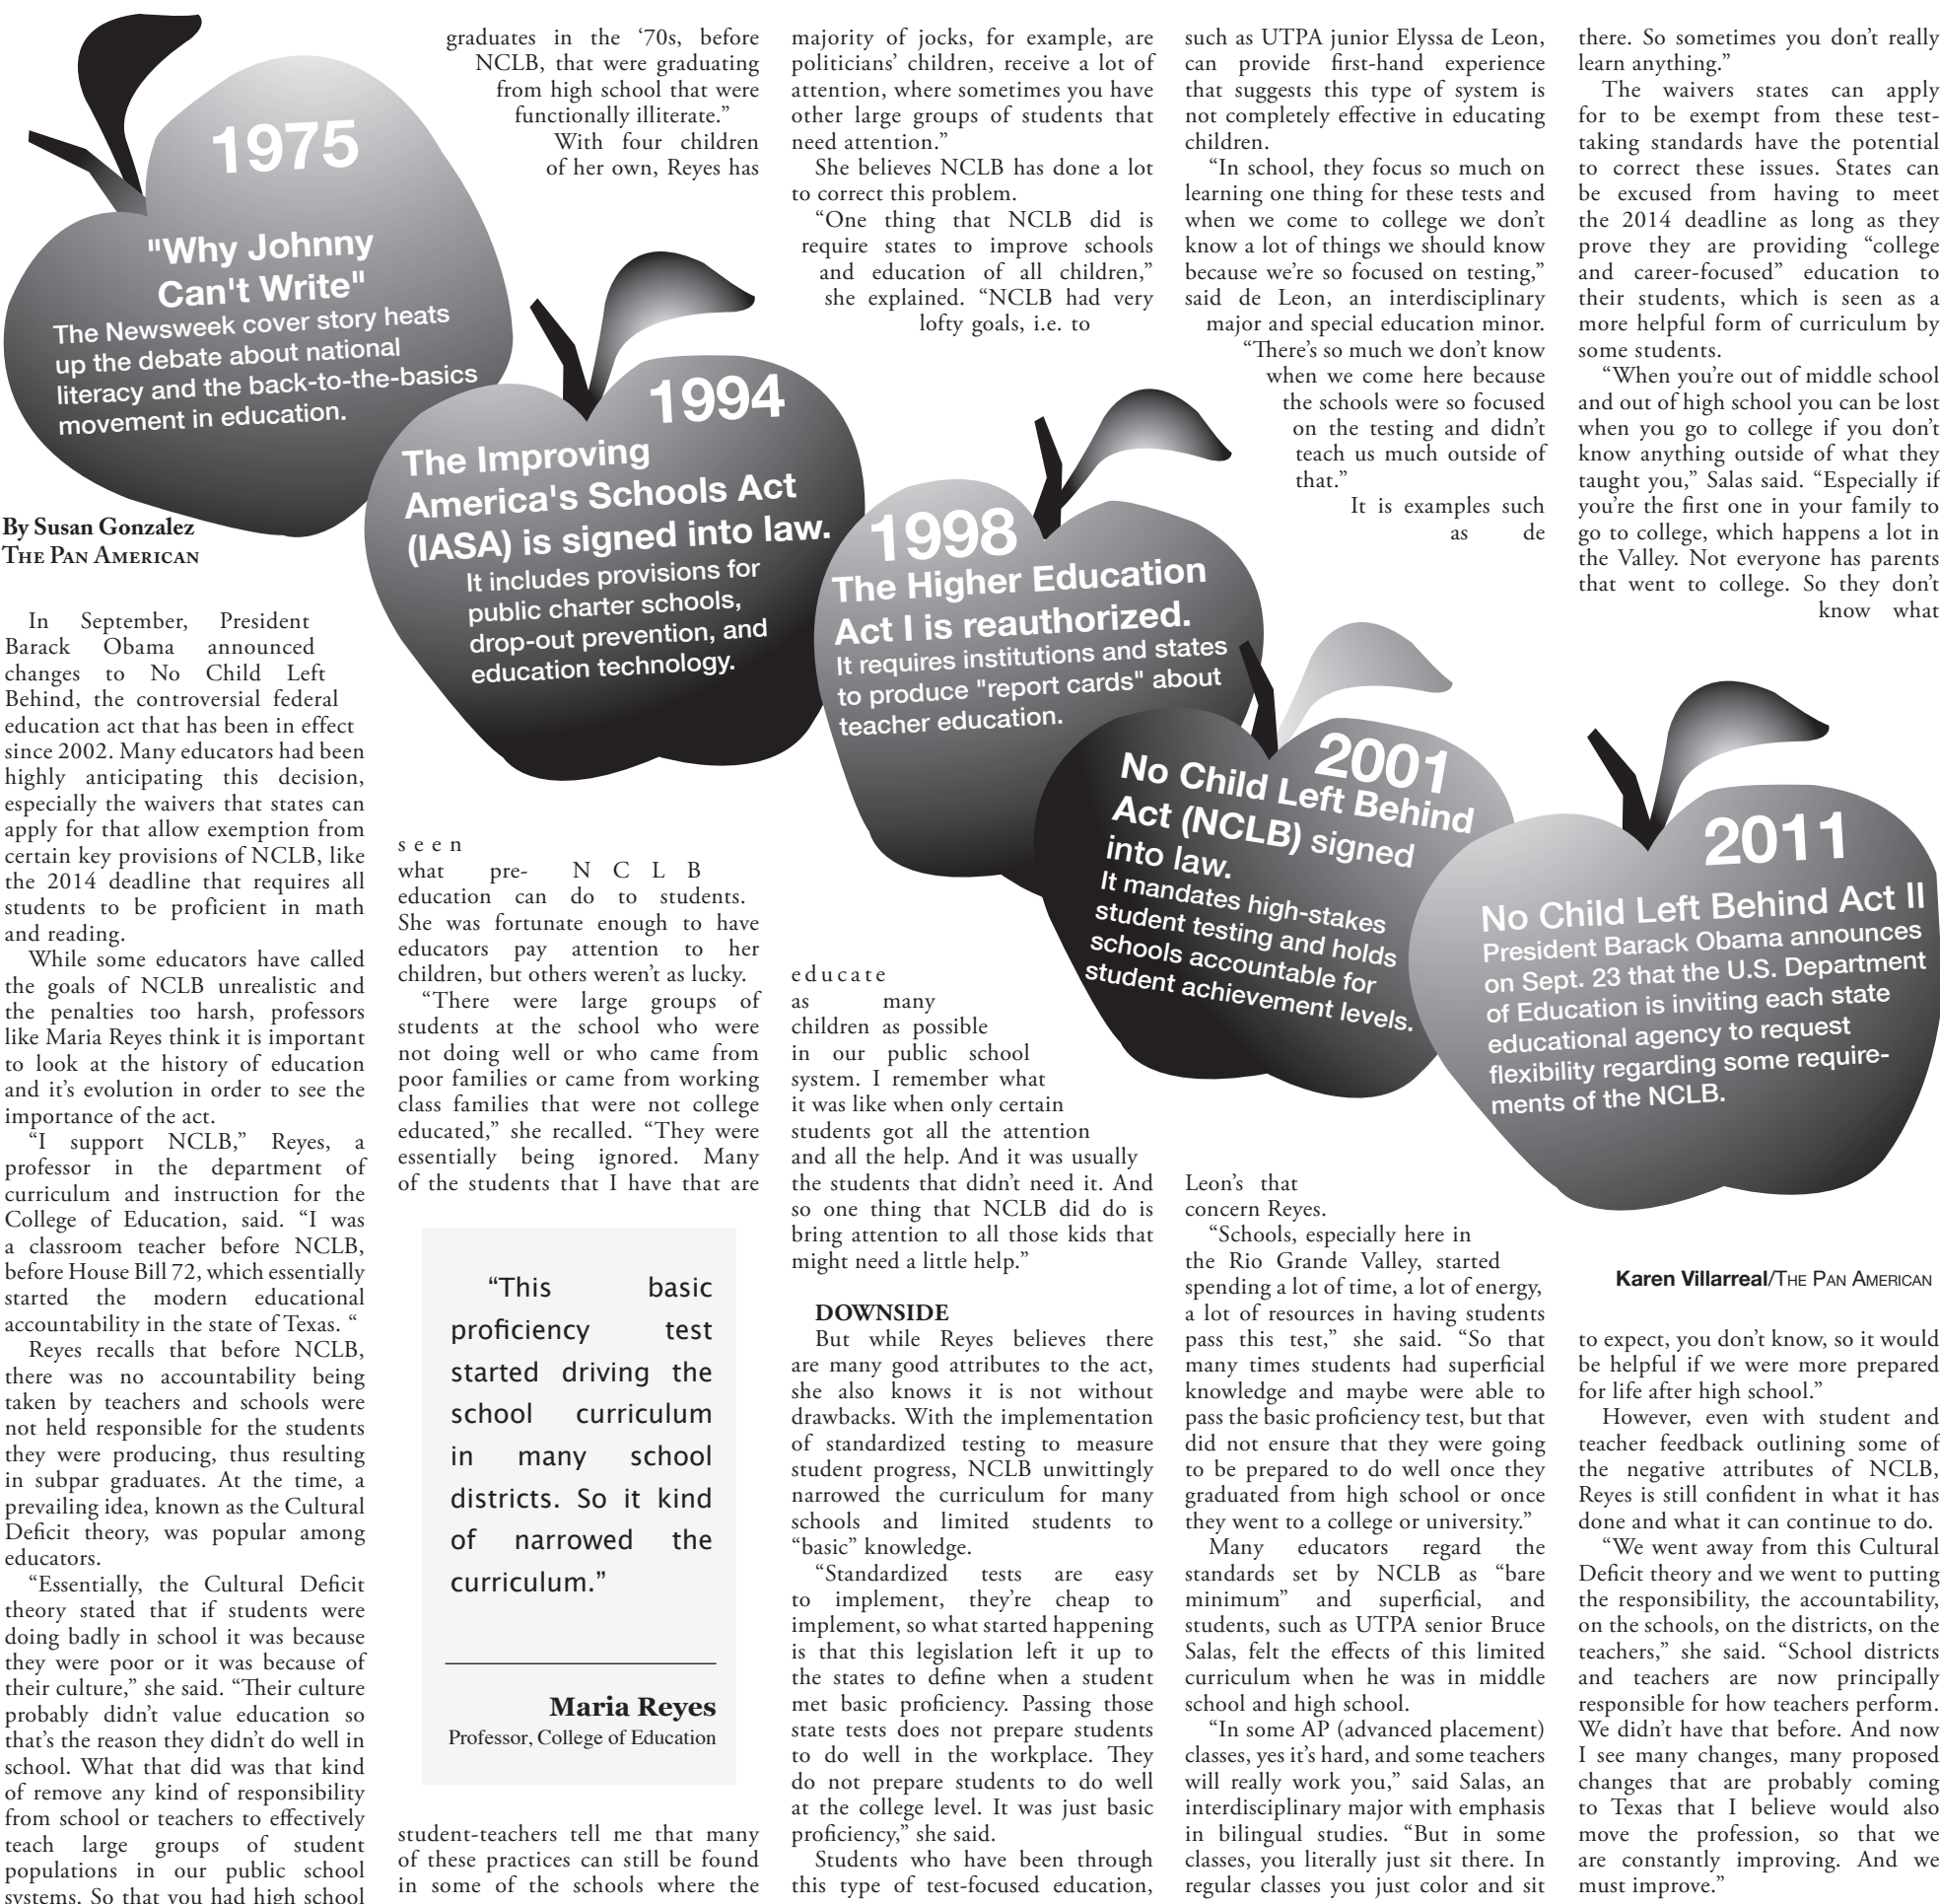 1975
"Why Johnny
Can't Write"
The Newsweek cover story heats
up the debate about national
literacy and the back-to-the-basics
movement in education.
1994
The Improving
America's Schools Act
(IASA) is signed into law.
It includes provisions for
public charter schools,
drop-out prevention, and
education technology.
1998
The Higher Education
Act I is reauthorized.
It requires institutions and states
to produce "report cards" about
teacher education.
2001
No Child Left Behind
Act (NCLB) signed
into law.
It mandates high-stakes
student testing and holds
schools accountable for
student achievement levels.
2011
No Child Left Behind Act II
President Barack Obama announces
on Sept. 23 that the U.S. Department
of Education is inviting each state
educational agency to request
flexibility regarding some require-
ments of the NCLB.
Karen Villarreal/THE PAN AMERICAN
By Susan Gonzalez
THE PAN AMERICAN
In September, President
Barack Obama announced
changes to No Child Left
Behind, the controversial federal
education act that has been in effect
since 2002. Many educators had been
highly anticipating this decision,
especially the waivers that states can
apply for that allow exemption from
certain key provisions of NCLB, like
the 2014 deadline that requires all
students to be proficient in math
and reading.
While some educators have called
the goals of NCLB unrealistic and
the penalties too harsh, professors
like Maria Reyes think it is important
to look at the history of education
and it's evolution in order to see the
importance of the act.
“I support NCLB,” Reyes, a
professor in the department of
curriculum and instruction for the
College of Education, said. “I was
a classroom teacher before NCLB,
before House Bill 72, which essentially
started the modern educational
accountability in the state of Texas. “
Reyes recalls that before NCLB,
there was no accountability being
taken by teachers and schools were
not held responsible for the students
they were producing, thus resulting
in subpar graduates. At the time, a
prevailing idea, known as the Cultural
Deficit theory, was popular among
educators.
“Essentially, the Cultural Deficit
theory stated that if students were
doing badly in school it was because
they were poor or it was because of
their culture,” she said. “Their culture
probably didn’t value education so
that’s the reason they didn’t do well in
school. What that did was that kind
of remove any kind of responsibility
from school or teachers to effectively
teach large groups of student
populations in our public school
systems. So that you had high school
graduates in the ‘70s, before
NCLB, that were graduating
from high school that were
functionally illiterate.”
With four children
of her own, Reyes has
seen
what pre- NCLB
education can do to students.
She was fortunate enough to have
educators pay attention to her
children, but others weren’t as lucky.
“There were large groups of
students at the school who were
not doing well or who came from
poor families or came from working
class families that were not college
educated,” she recalled. “They were
essentially being ignored. Many
of the students that I have that are
“This basic
proficiency test
started driving the
school curriculum
in many school
districts. So it kind
of narrowed the
curriculum.”
Maria Reyes
Professor, College of Education
student-teachers tell me that many
of these practices can still be found
in some of the schools where the
majority of jocks, for example, are
politicians’ children, receive a lot of
attention, where sometimes you have
other large groups of students that
need attention.”
She believes NCLB has done a lot
to correct this problem.
“One thing that NCLB did is
require states to improve schools
and education of all children,”
she explained. “NCLB had very
lofty goals, i.e. to
educate
as many
children as possible
in our public school
system. I remember what
it was like when only certain
students got all the attention
and all the help. And it was usually
the students that didn’t need it. And
so one thing that NCLB did do is
bring attention to all those kids that
might need a little help.”
DOWNSIDE
But while Reyes believes there
are many good attributes to the act,
she also knows it is not without
drawbacks. With the implementation
of standardized testing to measure
student progress, NCLB unwittingly
narrowed the curriculum for many
schools and limited students to
“basic” knowledge.
“Standardized tests are easy
to implement, they’re cheap to
implement, so what started happening
is that this legislation left it up to
the states to define when a student
met basic proficiency. Passing those
state tests does not prepare students
to do well in the workplace. They
do not prepare students to do well
at the college level. It was just basic
proficiency,” she said.
Students who have been through
this type of test-focused education,
such as UTPA junior Elyssa de Leon,
can provide first-hand experience
that suggests this type of system is
not completely effective in educating
children.
“In school, they focus so much on
learning one thing for these tests and
when we come to college we don’t
know a lot of things we should know
because we’re so focused on testing,”
said de Leon, an interdisciplinary
major and special education minor.
“There’s so much we don’t know
when we come here because
the schools were so focused
on the testing and didn’t
teach us much outside of
that.”
It is examples such
as de
Leon’s that
concern Reyes.
“Schools, especially here in
the Rio Grande Valley, started
spending a lot of time, a lot of energy,
a lot of resources in having students
pass this test,” she said. “So that
many times students had superficial
knowledge and maybe were able to
pass the basic proficiency test, but that
did not ensure that they were going
to be prepared to do well once they
graduated from high school or once
they went to a college or university.”
Many educators regard the
standards set by NCLB as “bare
minimum” and superficial, and
students, such as UTPA senior Bruce
Salas, felt the effects of this limited
curriculum when he was in middle
school and high school.
“In some AP (advanced placement)
classes, yes it’s hard, and some teachers
will really work you,” said Salas, an
interdisciplinary major with emphasis
in bilingual studies. “But in some
classes, you literally just sit there. In
regular classes you just color and sit
there. So sometimes you don’t really
learn anything.”
The waivers states can apply
for to be exempt from these test-
taking standards have the potential
to correct these issues. States can
be excused from having to meet
the 2014 deadline as long as they
prove they are providing “college
and career-focused” education to
their students, which is seen as a
more helpful form of curriculum by
some students.
“When you’re out of middle school
and out of high school you can be lost
when you go to college if you don’t
know anything outside of what they
taught you,” Salas said. “Especially if
you’re the first one in your family to
go to college, which happens a lot in
the Valley. Not everyone has parents
that went to college. So they don’t
know what
to expect, you don’t know, so it would
be helpful if we were more prepared
for life after high school.”
However, even with student and
teacher feedback outlining some of
the negative attributes of NCLB,
Reyes is still confident in what it has
done and what it can continue to do.
“We went away from this Cultural
Deficit theory and we went to putting
the responsibility, the accountability,
on the schools, on the districts, on the
teachers,” she said. “School districts
and teachers are now principally
responsible for how teachers perform.
We didn’t have that before. And now
I see many changes, many proposed
changes that are probably coming
to Texas that I believe would also
move the profession, so that we
are constantly improving. And we
must improve.”